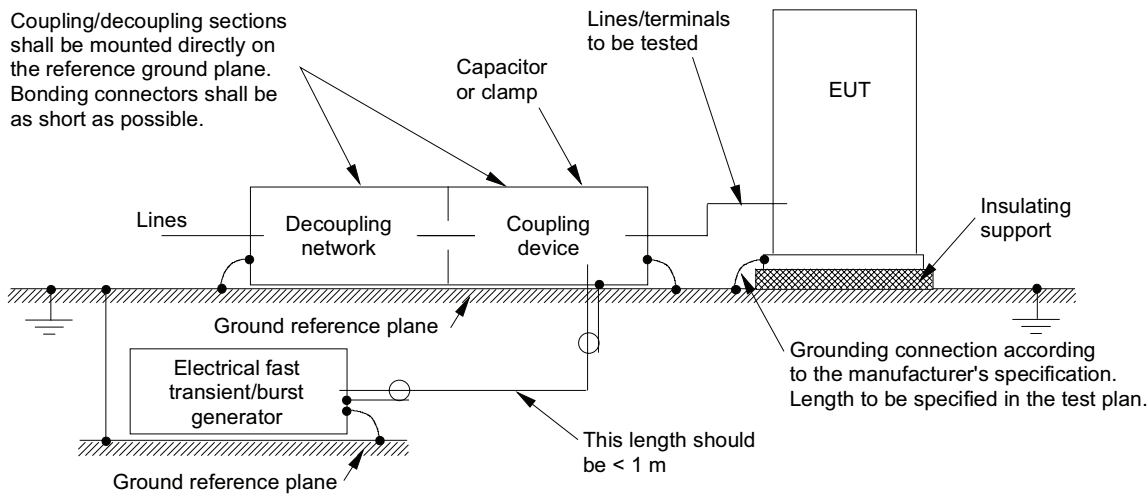 Coupling/decoupling sections
shall be mounted directly on
the reference ground plane.
Bonding connectors shall be
as short as possible.
Capacitor
or clamp
Lines/terminals
to be tested
EUT
Lines
Decoupling
network
Coupling
device
Insulating
support
Ground reference plane
Electrical fast
transient/burst
generator
Grounding connection according
to the manufacturer's specification.
Length to be specified in the test plan.
This length should
be < 1 m
Ground reference plane